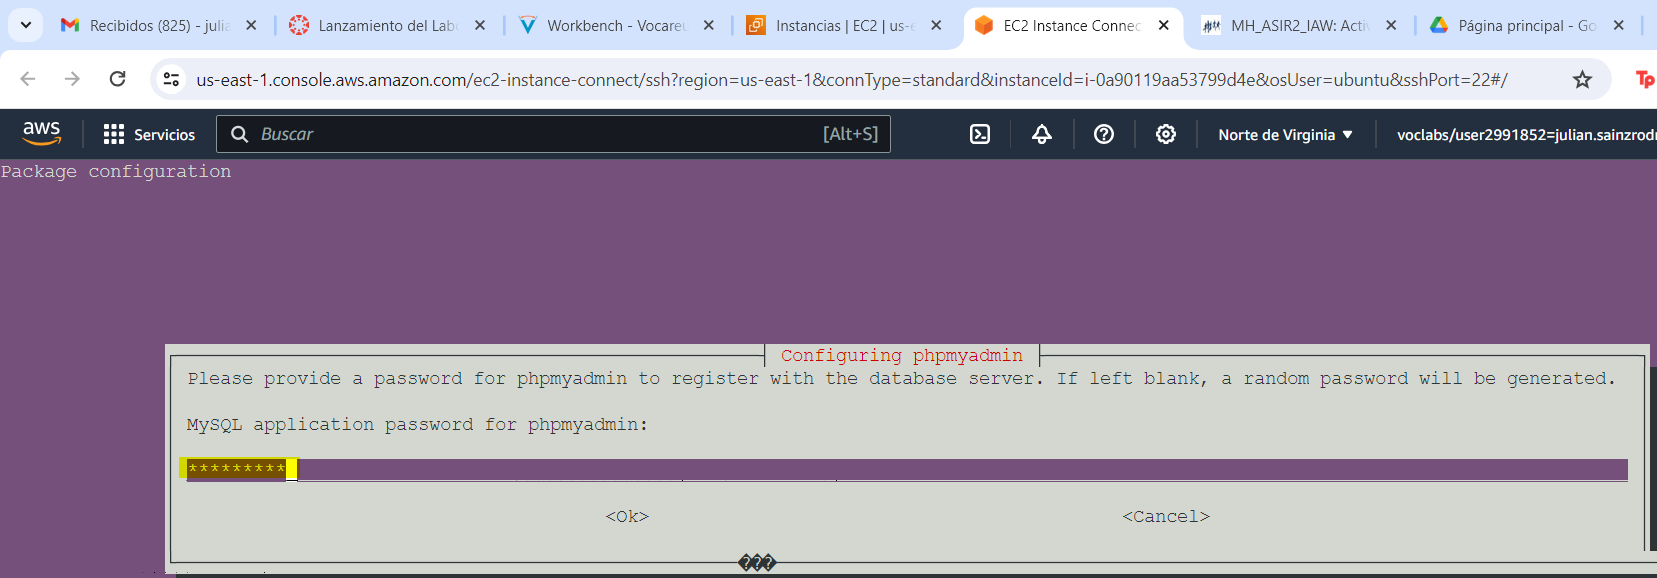 Recibidos (825) - julia
Lanzamiento del Lab
Workbench - Vocareu
Instancias | EC2 | us-e
EC2 Instance Connec
MH_ASIR2_IAW: Activ
Página principal - Go
us-east-1.console.aws.amazon.com/ec2-instance-connect/ssh?region=us-east-1&connType=standard&instanceId=i-0a90119aa53799d4e&osUser=ubuntu&sshPort=22#/
Tp
aws
Servicios
Buscar
[Alt+S]
Norte de Virginia
voclabs/user2991852=julian.sainzrodr
Package configuration
Configuring phpmyadmin
Please provide a password for phpmyadmin to register with the database server. If left blank, a random password will be generated.
MySQL application password for phpmyadmin:
*********
<Ok>
<Cancel>
���